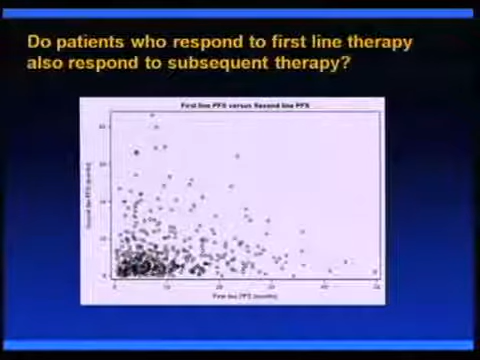 Do patients who respond to first line therapy
also respond to subsequent therapy?
First line PFS versus Second line PFS
Second line PFS (months)
First line PFS (months)